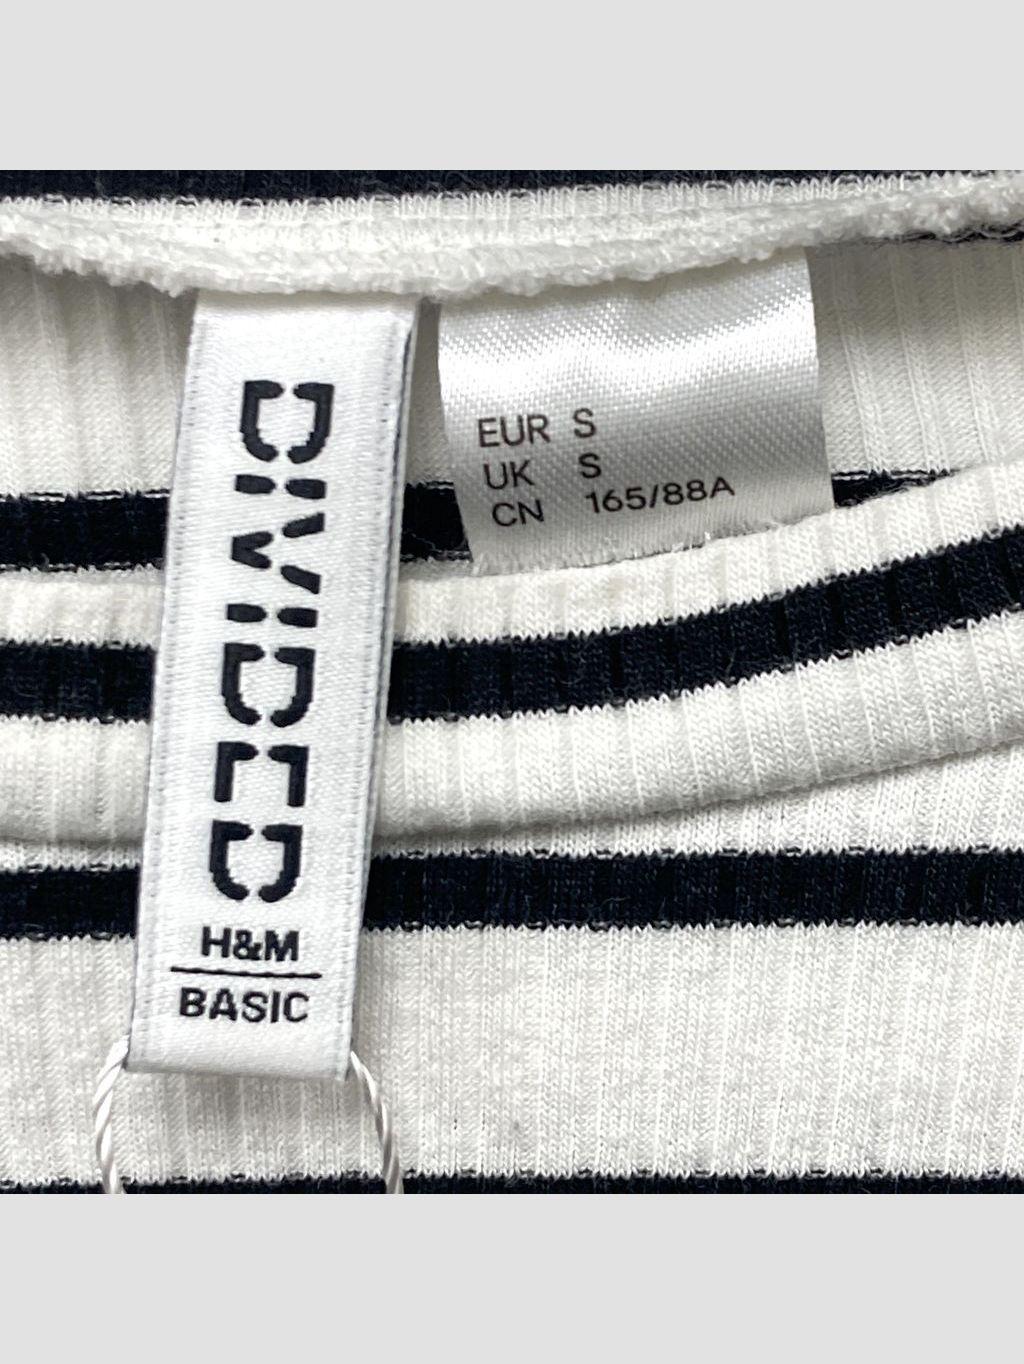 DIVIDED
H&M
BASIC
EUR S
UK S
CN 165/88A